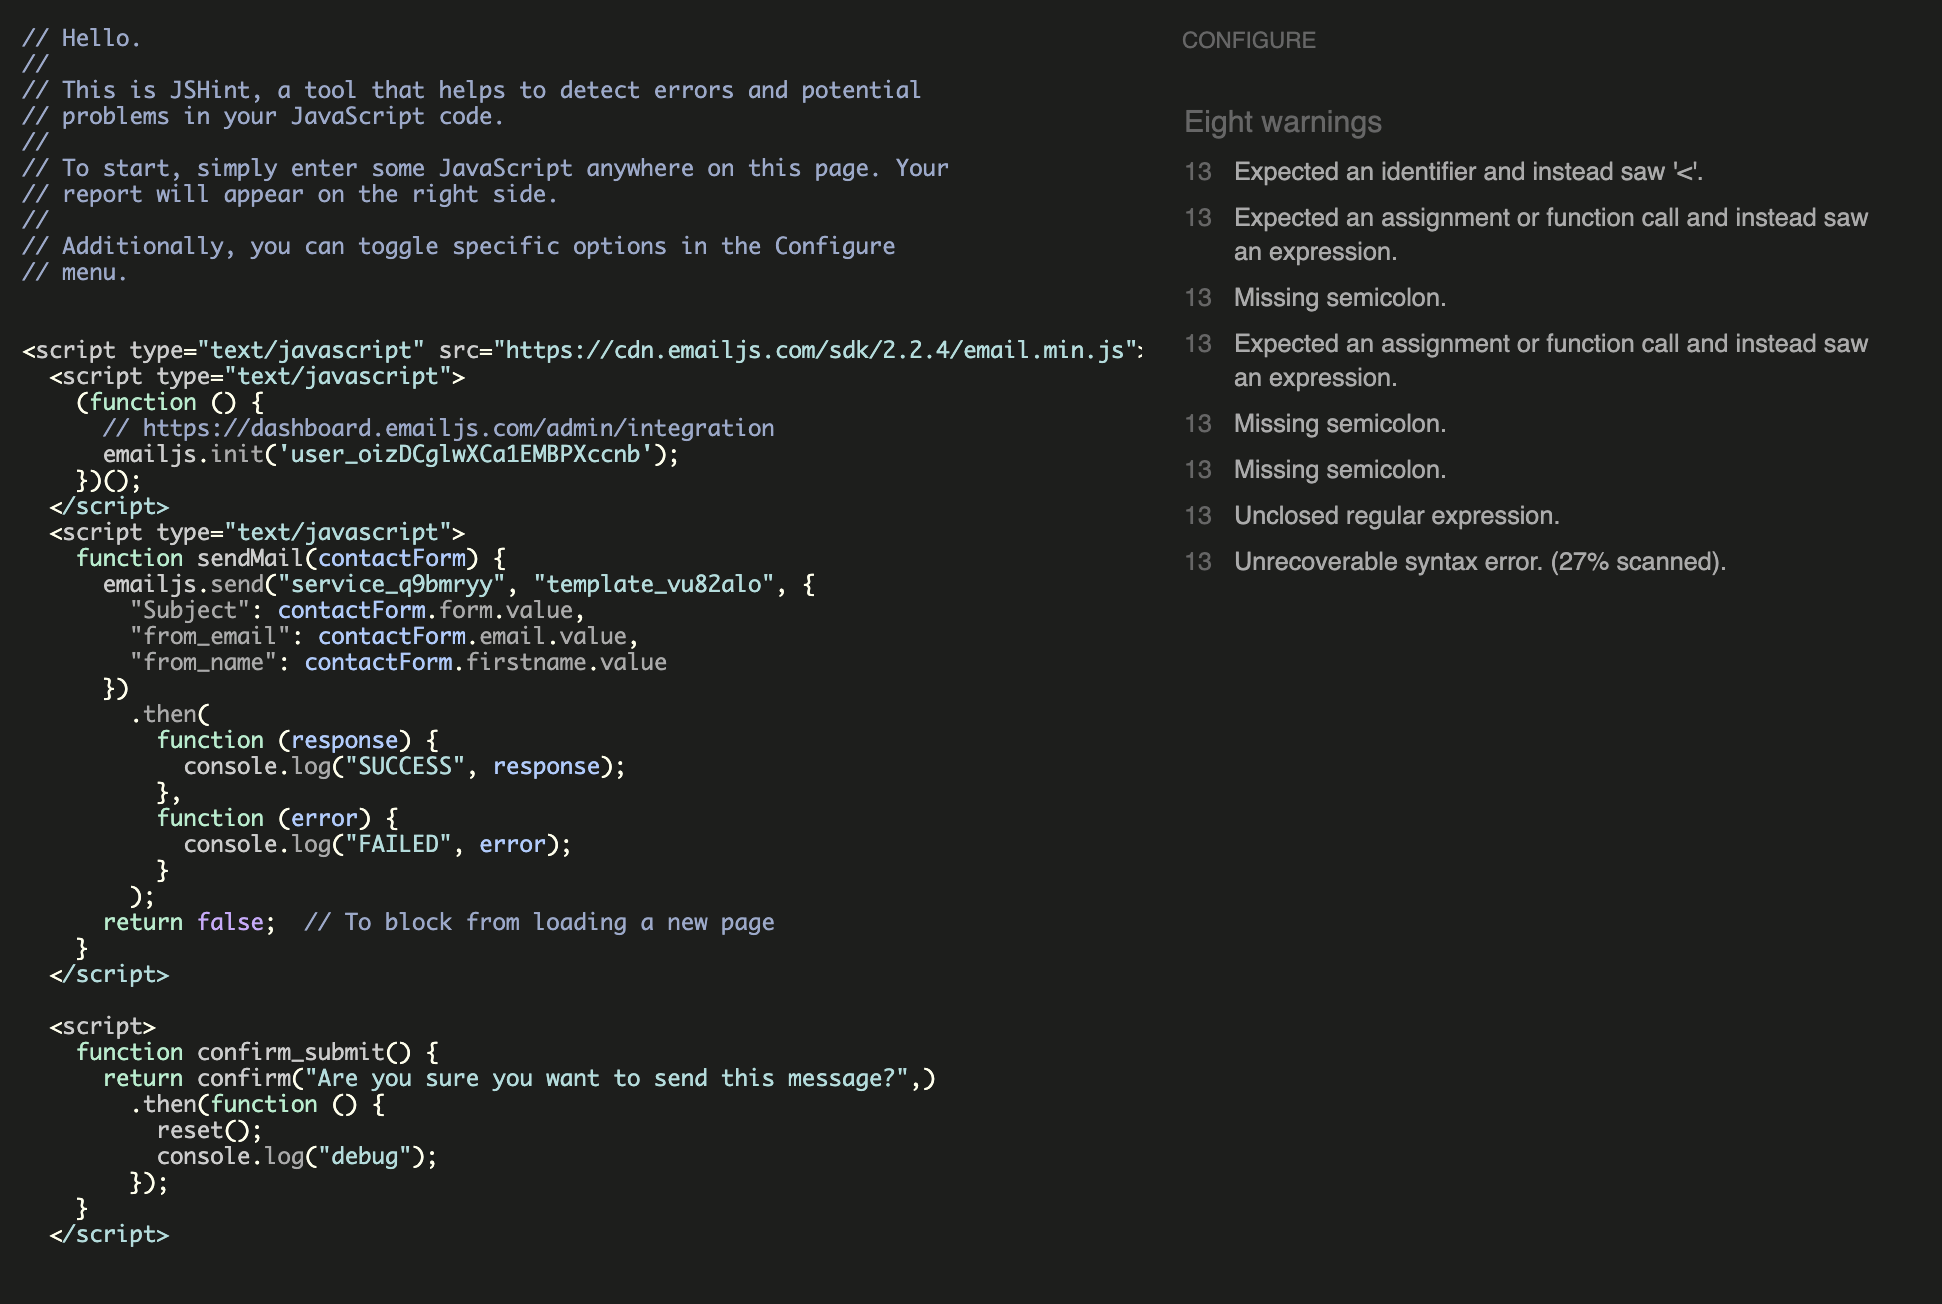 // Hello.
//
// This is JSHint, a tool that helps to detect errors and potential
// problems in your JavaScript code.
//
// To start, simply enter some JavaScript anywhere on this page. Your
// report will appear on the right side.
//
// Additionally, you can toggle specific options in the Configure
// menu.
<script type="text/javascript" src="https://cdn.emailjs.com/sdk/2.2.4/email.min.js">
<script type="text/javascript">
(function () {
// https://dashboard.emailjs.com/admin/integration
emailjs.init('user_oizDCglwXCa1EMBPXccnb');
})();
</script>
<script type="text/javascript">
function sendMail(contactForm) {
emailjs.send("service_q9bmryy", "template_vu82alo", {
"Subject": contactForm.form.value,
"from_email": contactForm.email.value,
"from_name": contactForm.firstname.value
})
.then(
function (response) {
console.log("SUCCESS", response);
},
function (error) {
console.log("FAILED", error);
}
);
return false;  // To block from loading a new page
}
</script>
<script>
function confirm_submit() {
return confirm("Are you sure you want to send this message?",)
.then(function () {
reset();
console.log("debug");
});
}
</script>
CONFIGURE
Eight warnings
13 Expected an identifier and instead saw '<'.
13 Expected an assignment or function call and instead saw
an expression.
13 Missing semicolon.
13 Expected an assignment or function call and instead saw
an expression.
13 Missing semicolon.
13 Missing semicolon.
13 Unclosed regular expression.
13 Unrecoverable syntax error. (27% scanned).